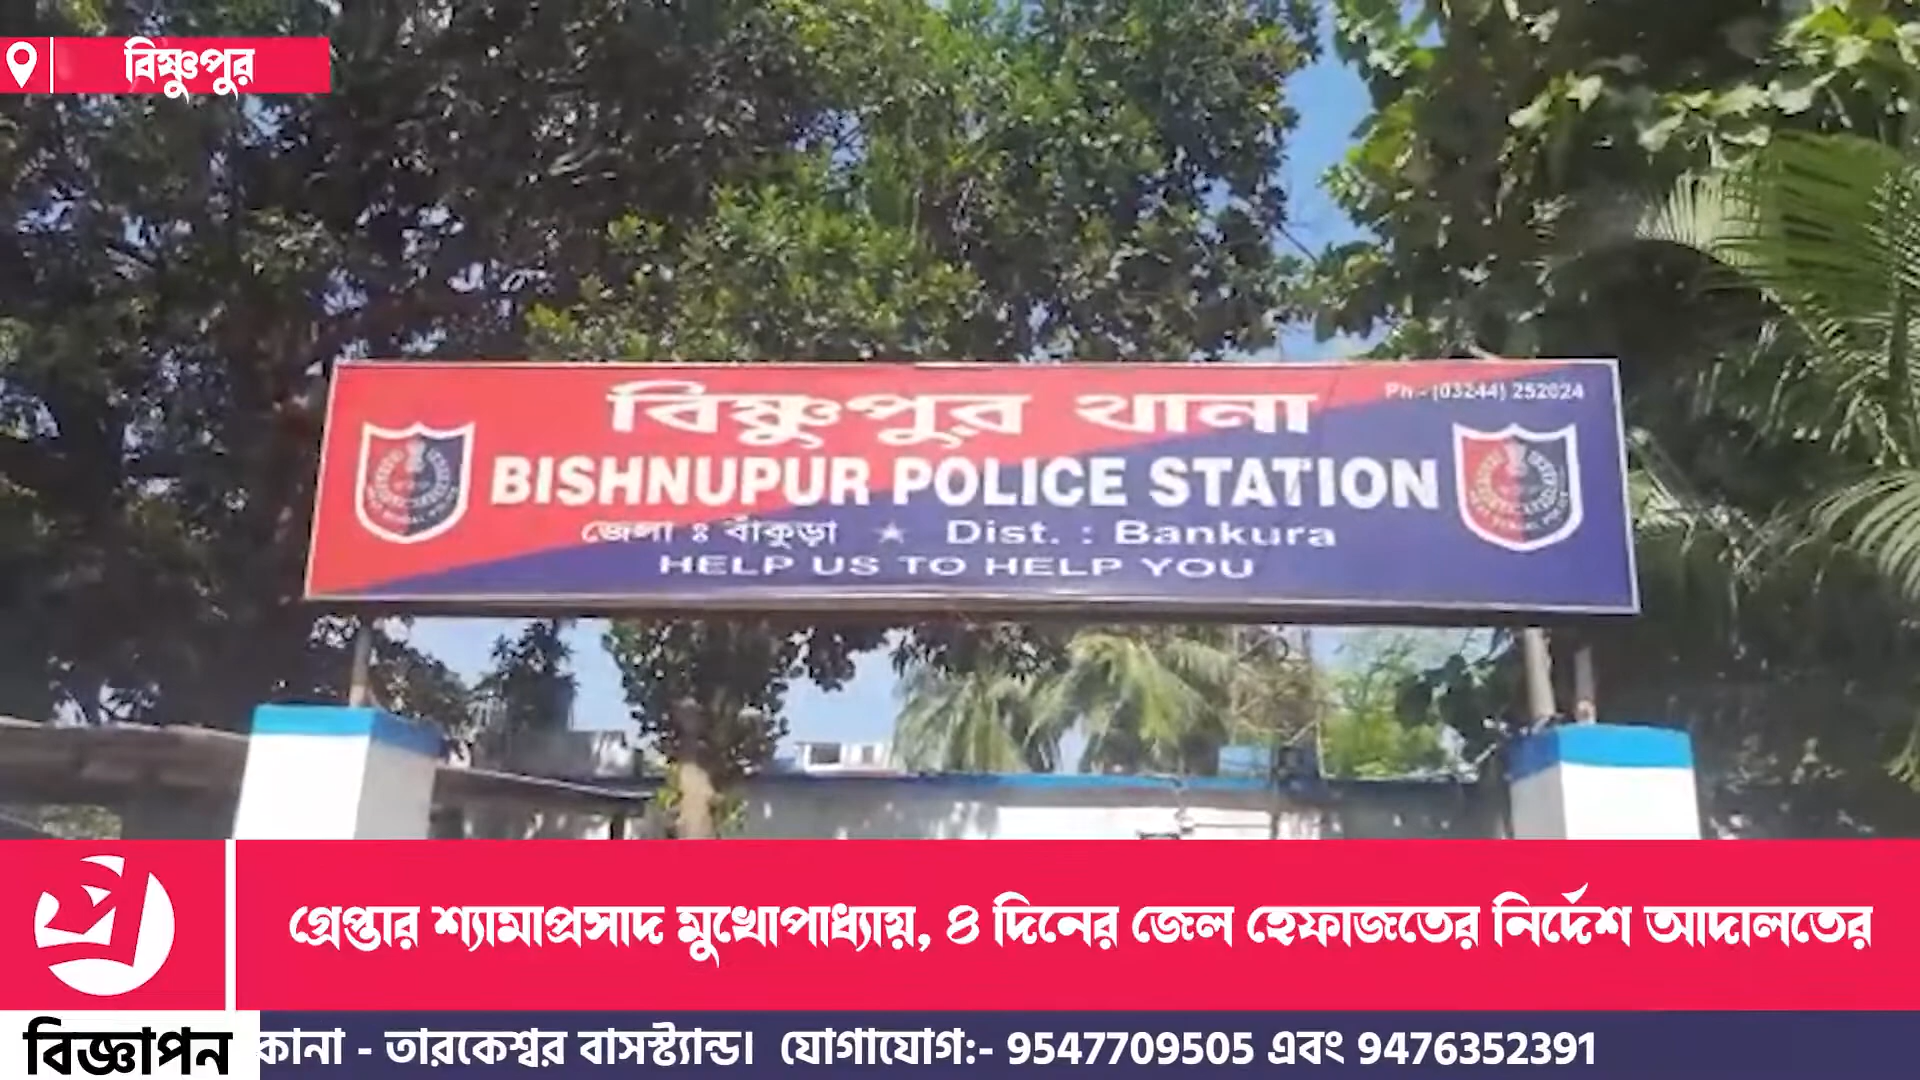 বিষ্ণুপুর
বিষ্ণুপুর থানা
Ph - (03244) 252024
BISHNUPUR POLICE STATION
জেলা ঃ বাঁকুড়া ★ Dist. : Bankura
HELP US TO HELP YOU
প্র
গ্রেপ্তার শ্যামাপ্রসাদ মুখোপাধ্যায়, ৪ দিনের জেল হেফাজতের নির্দেশ আদালতের
বিজ্ঞাপন
কানা - তারকেশ্বর বাসস্ট্যান্ড। যোগাযোগ:- 9547709505 এবং 9476352391